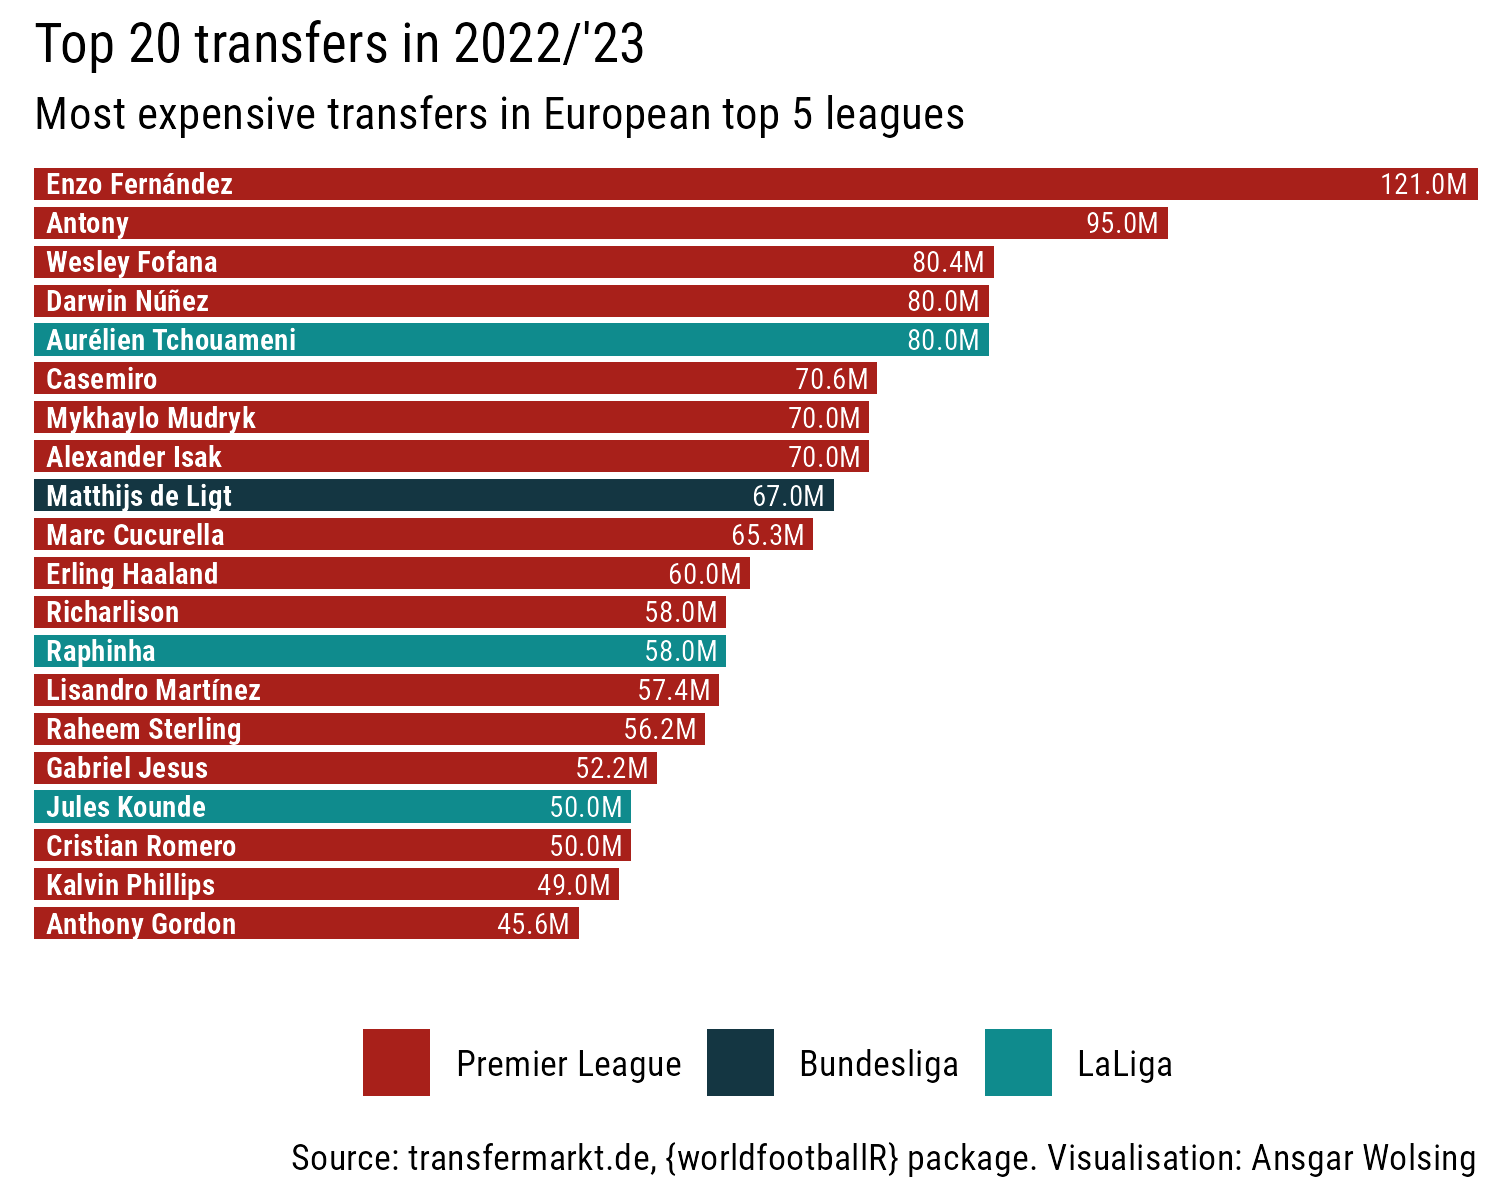 Top 20 transfers in 2022/'23
Most expensive transfers in European top 5 leagues
Enzo Fernández 121.0M
Antony 95.0M
Wesley Fofana 80.4M
Darwin Núñez 80.0M
Aurélien Tchouameni 80.0M
Casemiro 70.6M
Mykhaylo Mudryk 70.0M
Alexander Isak 70.0M
Matthijs de Ligt 67.0M
Marc Cucurella 65.3M
Erling Haaland 60.0M
Richarlison 58.0M
Raphinha 58.0M
Lisandro Martínez 57.4M
Raheem Sterling 56.2M
Gabriel Jesus 52.2M
Jules Kounde 50.0M
Cristian Romero 50.0M
Kalvin Phillips 49.0M
Anthony Gordon 45.6M
Premier League Bundesliga LaLiga
Source: transfermarkt.de, {worldfootballR} package. Visualisation: Ansgar Wolsing